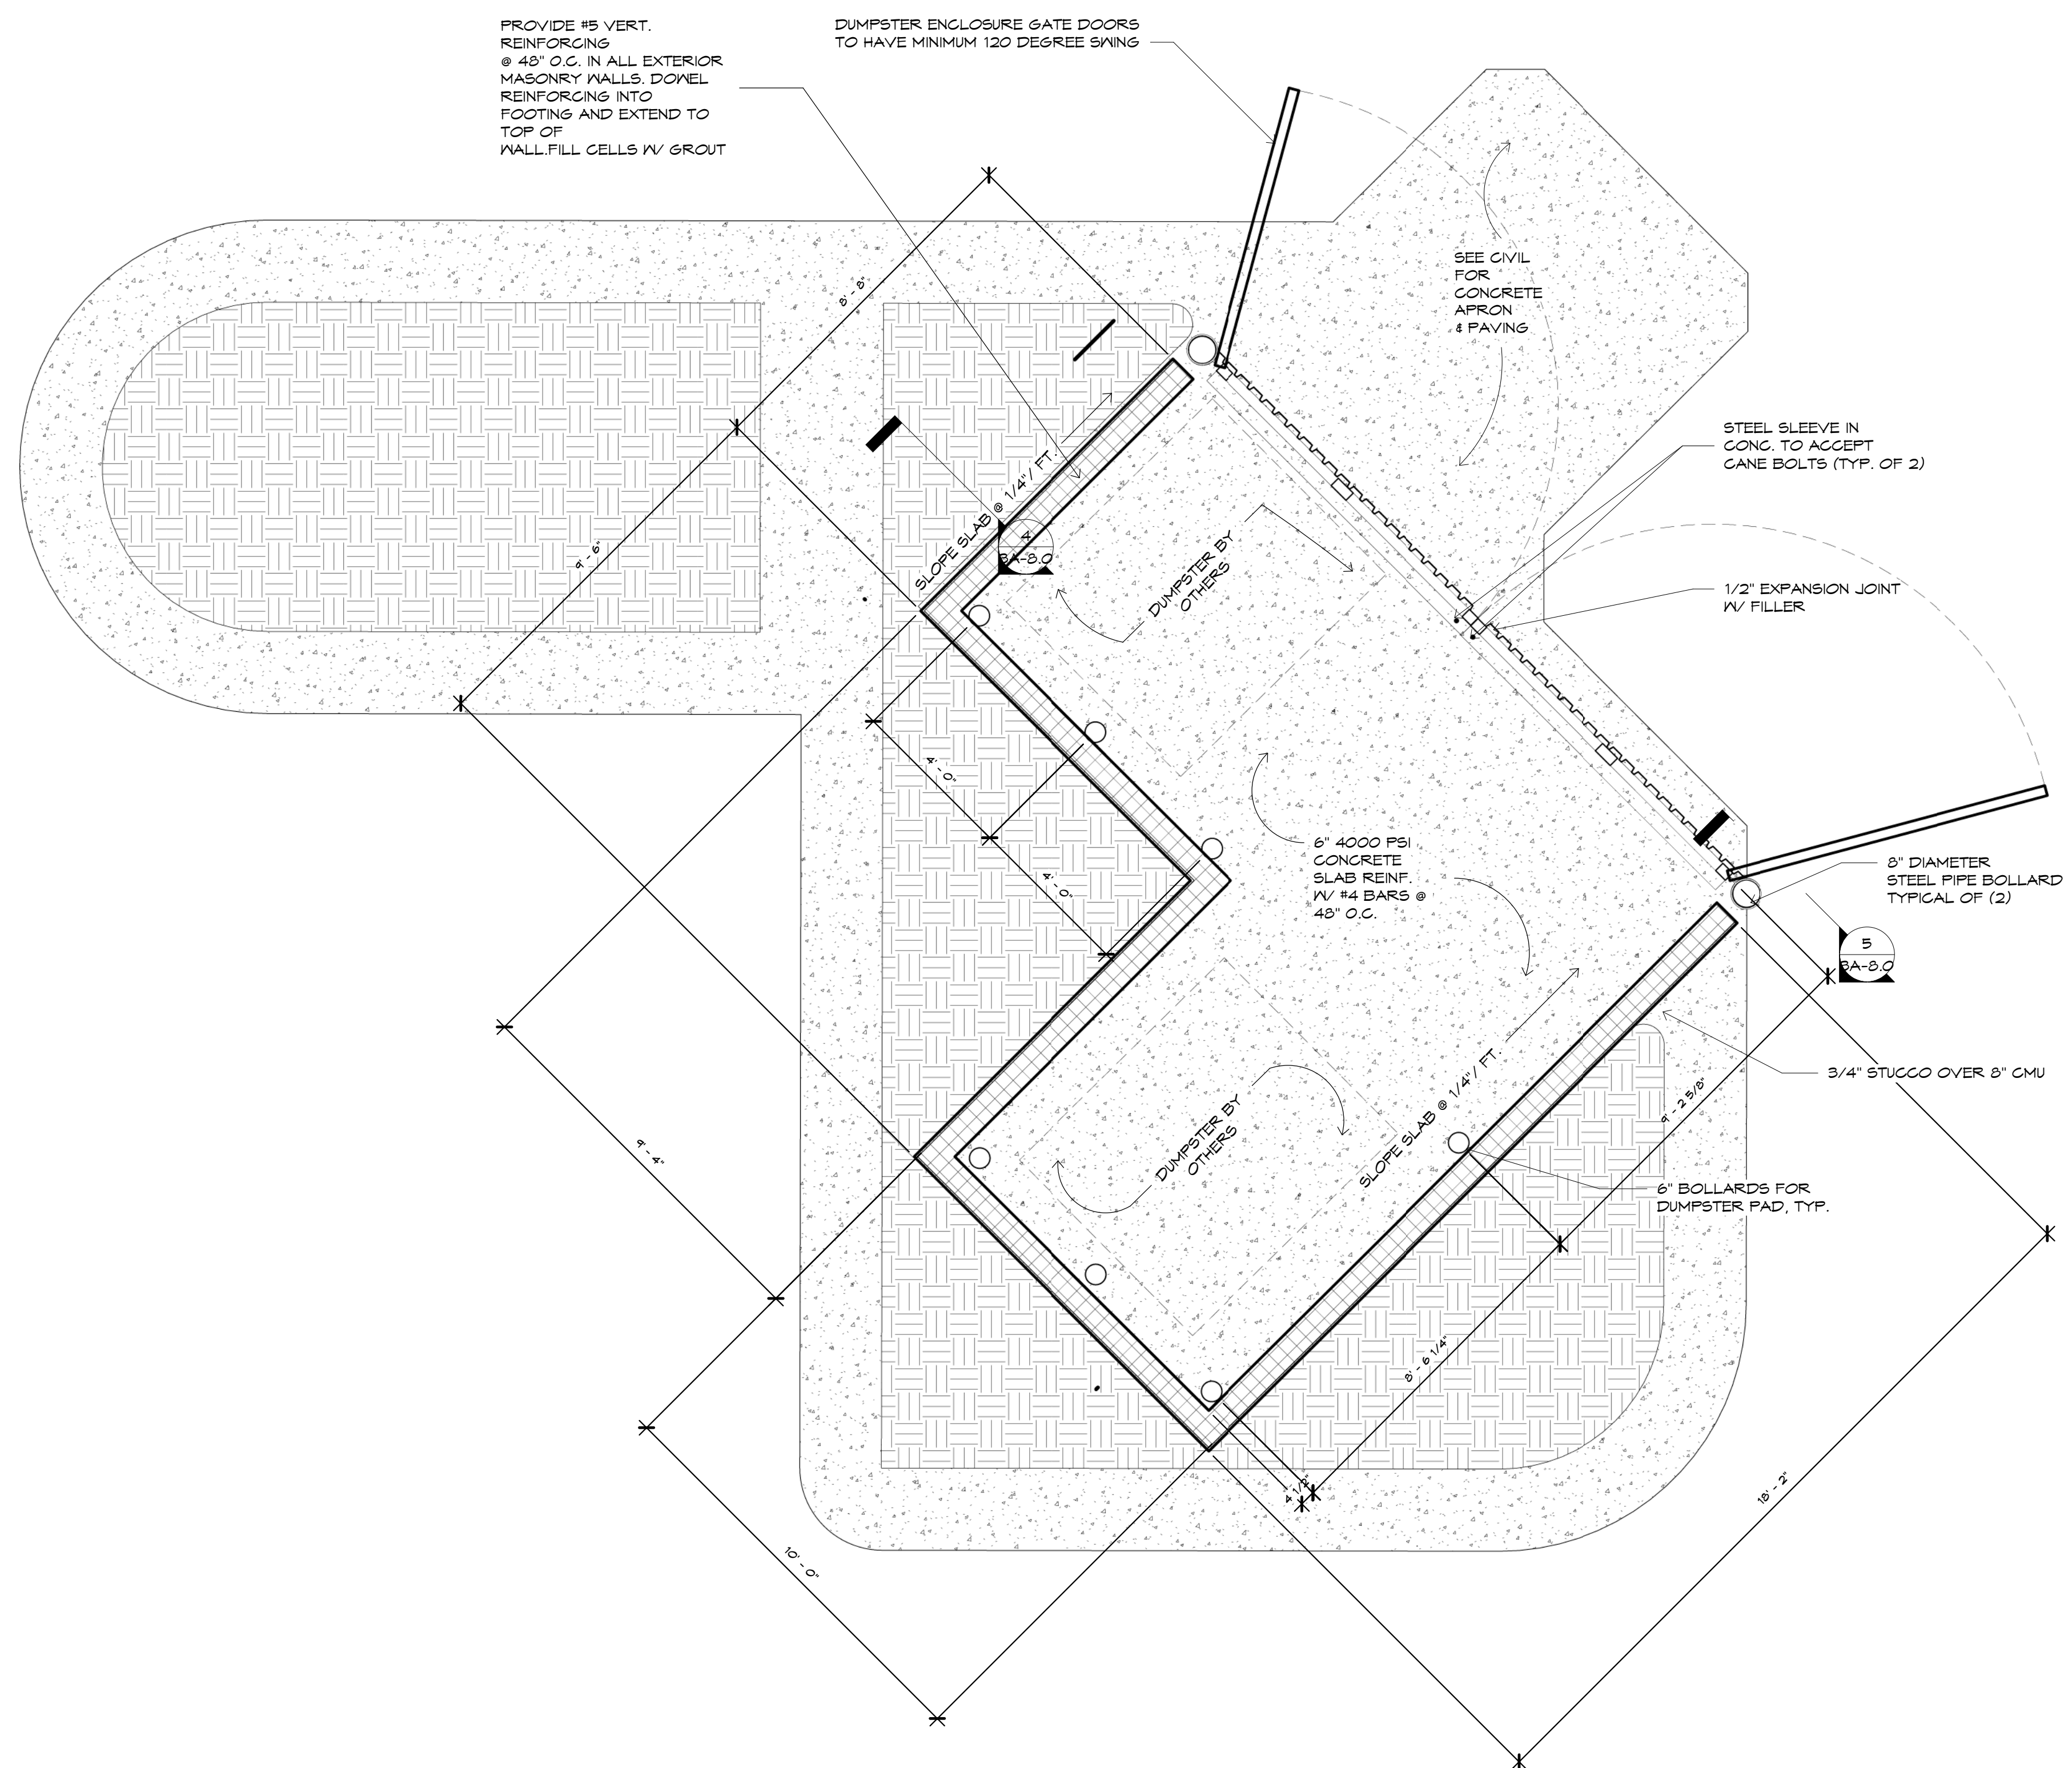 PROVIDE #5 VERT.
REINFORCING
@ 48" O.C. IN ALL EXTERIOR
MASONRY WALLS. DOWEL
REINFORCING INTO
FOOTING AND EXTEND TO
TOP OF
WALL.FILL CELLS W/ GROUT
DUMPSTER ENCLOSURE GATE DOORS
TO HAVE MINIMUM 120 DEGREE SWING
SEE CIVIL
FOR
CONCRETE
APRON
& PAVING
8' - 8"
9' - 6"
STEEL SLEEVE IN
CONC. TO ACCEPT
CANE BOLTS (TYP. OF 2)
SLOPE SLAB @ 1/4"/ FT.
4
BA-8.0
DUMPSTER BY
OTHERS
1/2" EXPANSION JOINT
W/ FILLER
4' - 0"
4' - 0"
6" 4000 PSI
CONCRETE
SLAB REINF.
W/ #4 BARS @
48" O.C.
8" DIAMETER
STEEL PIPE BOLLARD
TYPICAL OF (2)
5
BA-8.0
3/4" STUCCO OVER 8" CMU
9' - 2 5/8"
9' - 4"
DUMPSTER BY
OTHERS
SLOPE SLAB @ 1/4"/ FT.
6" BOLLARDS FOR
DUMPSTER PAD, TYP.
8' - 6 1/4"
4 1/2"
18' - 2"
10' - 0"